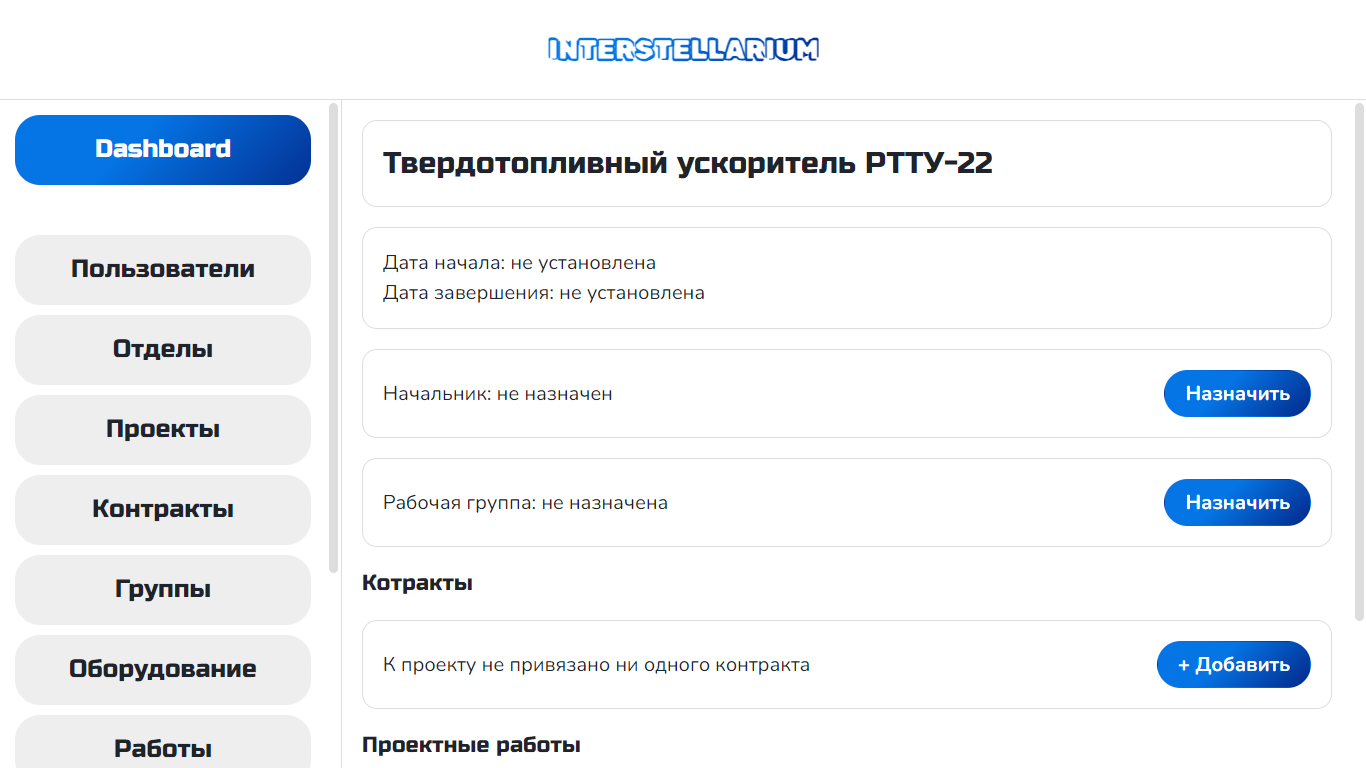 INTERSTELLARIUM
Dashboard
Пользователи
Отделы
Проекты
Контракты
Группы
Оборудование
Работы
Твердотопливный ускоритель РТТУ-22
Дата начала: не установлена
Дата завершения: не установлена
Начальник: не назначен
Назначить
Рабочая группа: не назначена
Назначить
Котракты
К проекту не привязано ни одного контракта
+ Добавить
Проектные работы